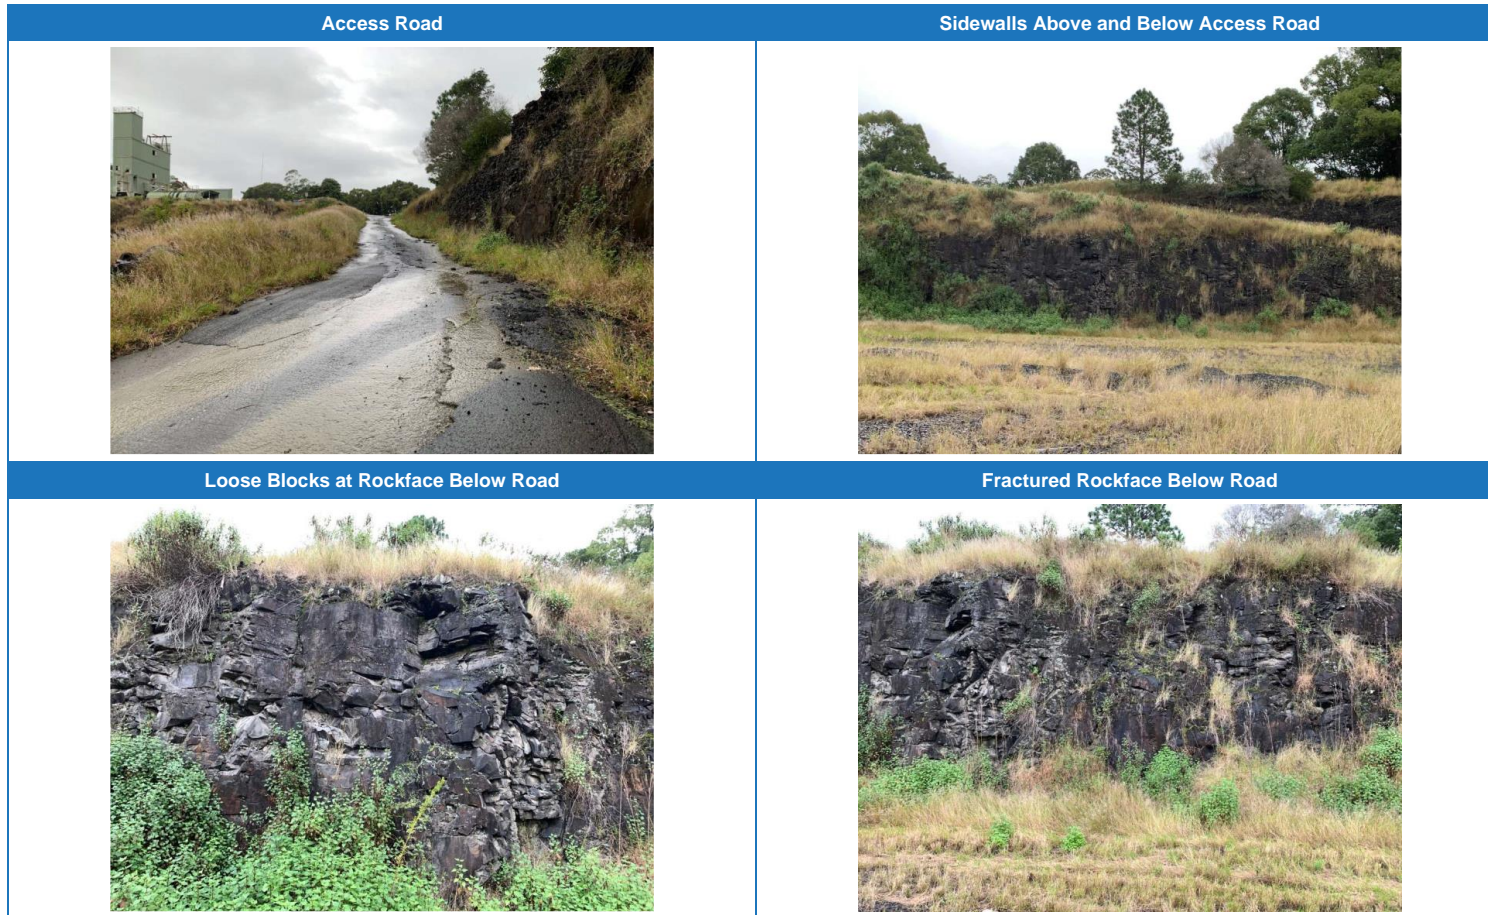 Access Road
Sidewalls Above and Below Access Road
Loose Blocks at Rockface Below Road
Fractured Rockface Below Road